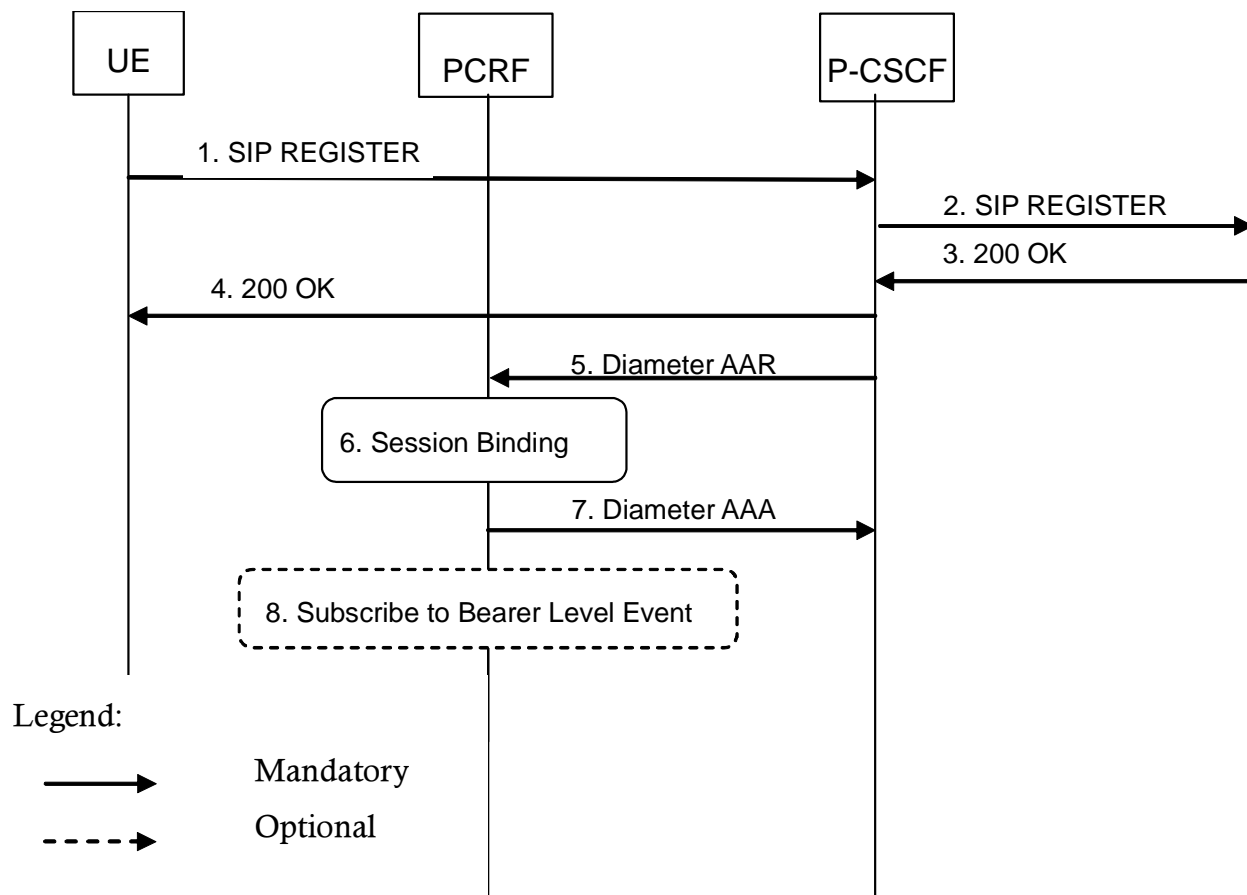 UE
PCRF
P-CSCF
1. SIP REGISTER
2. SIP REGISTER
3. 200 OK
4. 200 OK
5. Diameter AAR
6. Session Binding
7. Diameter AAA
8. Subscribe to Bearer Level Event
Legend:
Mandatory
Optional